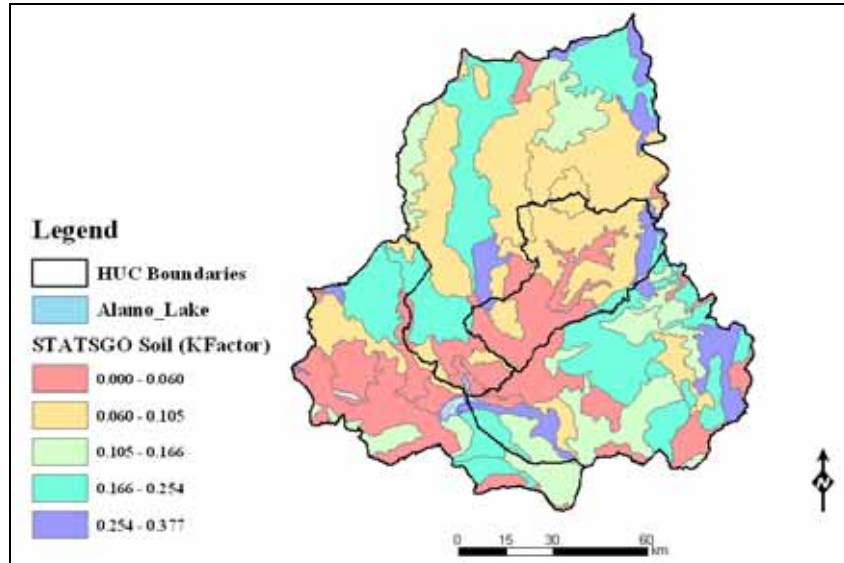 Legend
HUC Boundaries
Alamo_Lake
STATSGO Soil (KFactor)
0.000 - 0.060
0.060 - 0.105
0.105 - 0.166
0.166 - 0.254
0.254 - 0.377
N
0 15 30 60
km